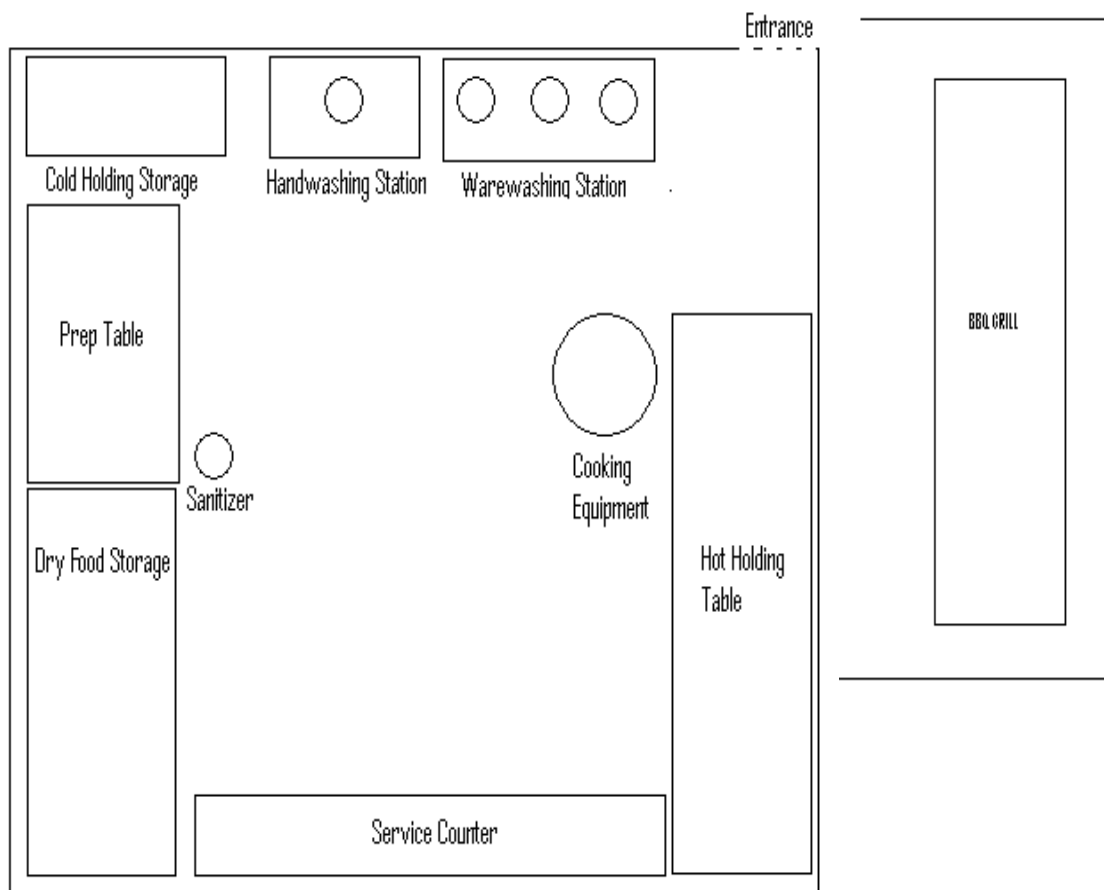 Entrance
Cold Holding Storage
Handwashing Station
Warewashing Station
Prep Table
BBQ GRILL
Sanitizer
Cooking
Equipment
Dry Food Storage
Hot Holding
Table
Service Counter